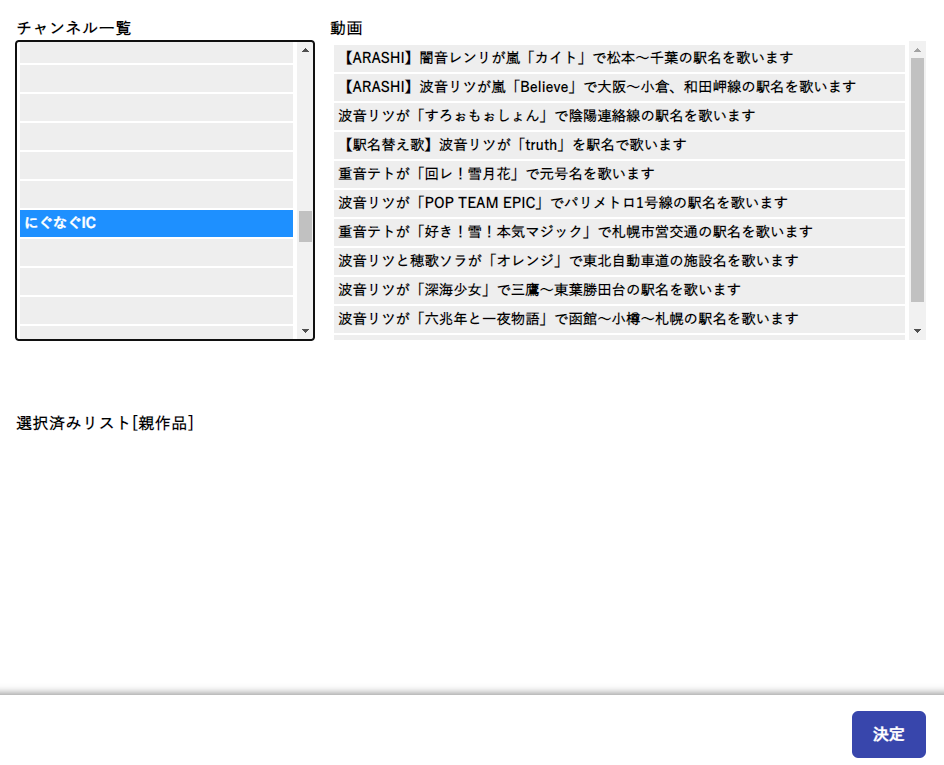 チャンネル一覧
にぐなぐIC
動画
【ARASHI】闇音レンリが嵐「カイト」で松本～千葉の駅名を歌います
【ARASHI】波音リツが嵐「Believe」で大阪～小倉、和田岬線の駅名を歌います
波音リツが「すろぉもぉしょん」で陰陽連絡線の駅名を歌います
【駅名替え歌】波音リツが「truth」を駅名で歌います
重音テトが「回レ！雪月花」で元号名を歌います
波音リツが「POP TEAM EPIC」でパリメトロ1号線の駅名を歌います
重音テトが「好き！雪！本気マジック」で札幌市営交通の駅名を歌います
波音リツと穂歌ソラが「オレンジ」で東北自動車道の施設名を歌います
波音リツが「深海少女」で三鷹～東葉勝田台の駅名を歌います
波音リツが「六兆年と一夜物語」で函館～小樽～札幌の駅名を歌います
選択済みリスト[親作品]
決定